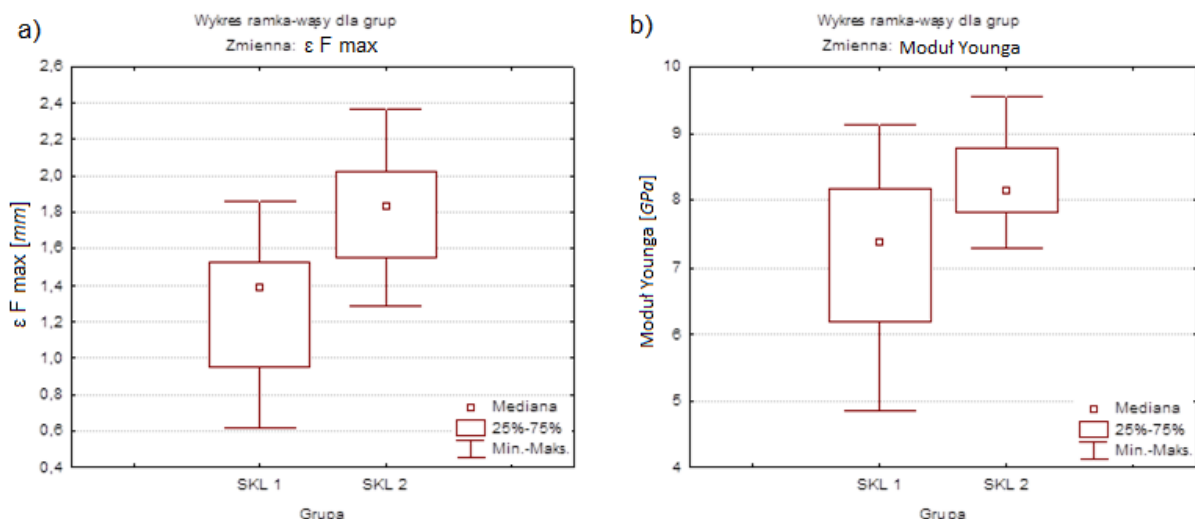 a)
Wykres ramka-wąsy dla grup
Zmienna: ε F max
2,6
2,4
2,2
2,0
1,8
1,6
1,4
1,2
1,0
0,8
0,6
0,4
ε F max [mm]
Mediana
25%-75%
Min.-Maks.
SKL 1 SKL 2
Grupa
b)
Wykres ramka-wąsy dla grup
Zmienna: Moduł Younga
10
9
8
7
6
5
4
Moduł Younga [GPa]
Mediana
25%-75%
Min.-Maks.
SKL 1 SKL 2
Grupa